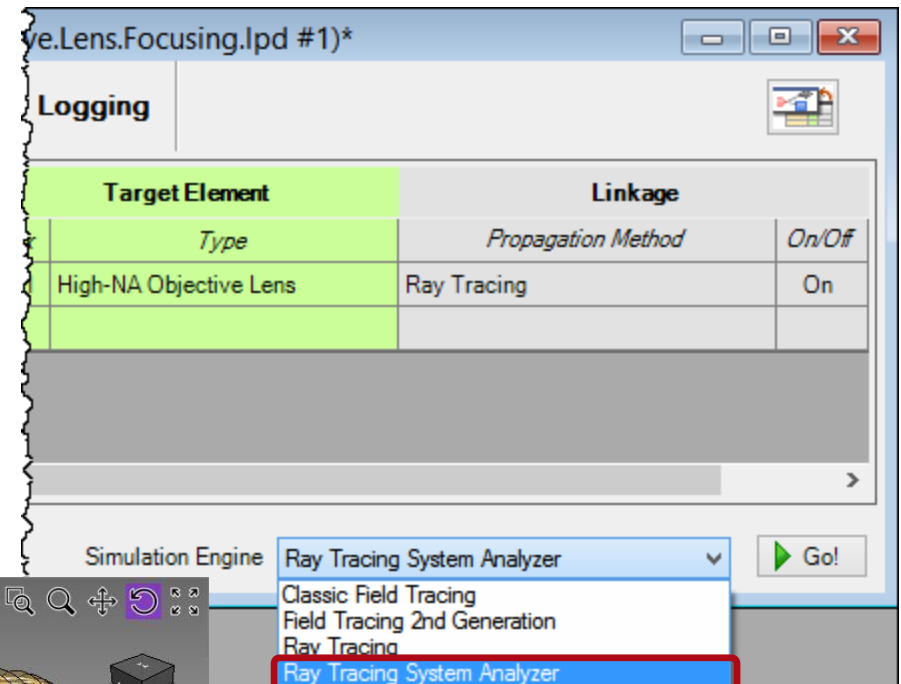 ve.Lens.Focusing.lpd #1)*
Logging
Target Element Linkage
Type Propagation Method On/Off
High-NA Objective Lens Ray Tracing On
Simulation Engine Ray Tracing System Analyzer Go!
Classic Field Tracing
Field Tracing 2nd Generation
Ray Tracing
Ray Tracing System Analyzer